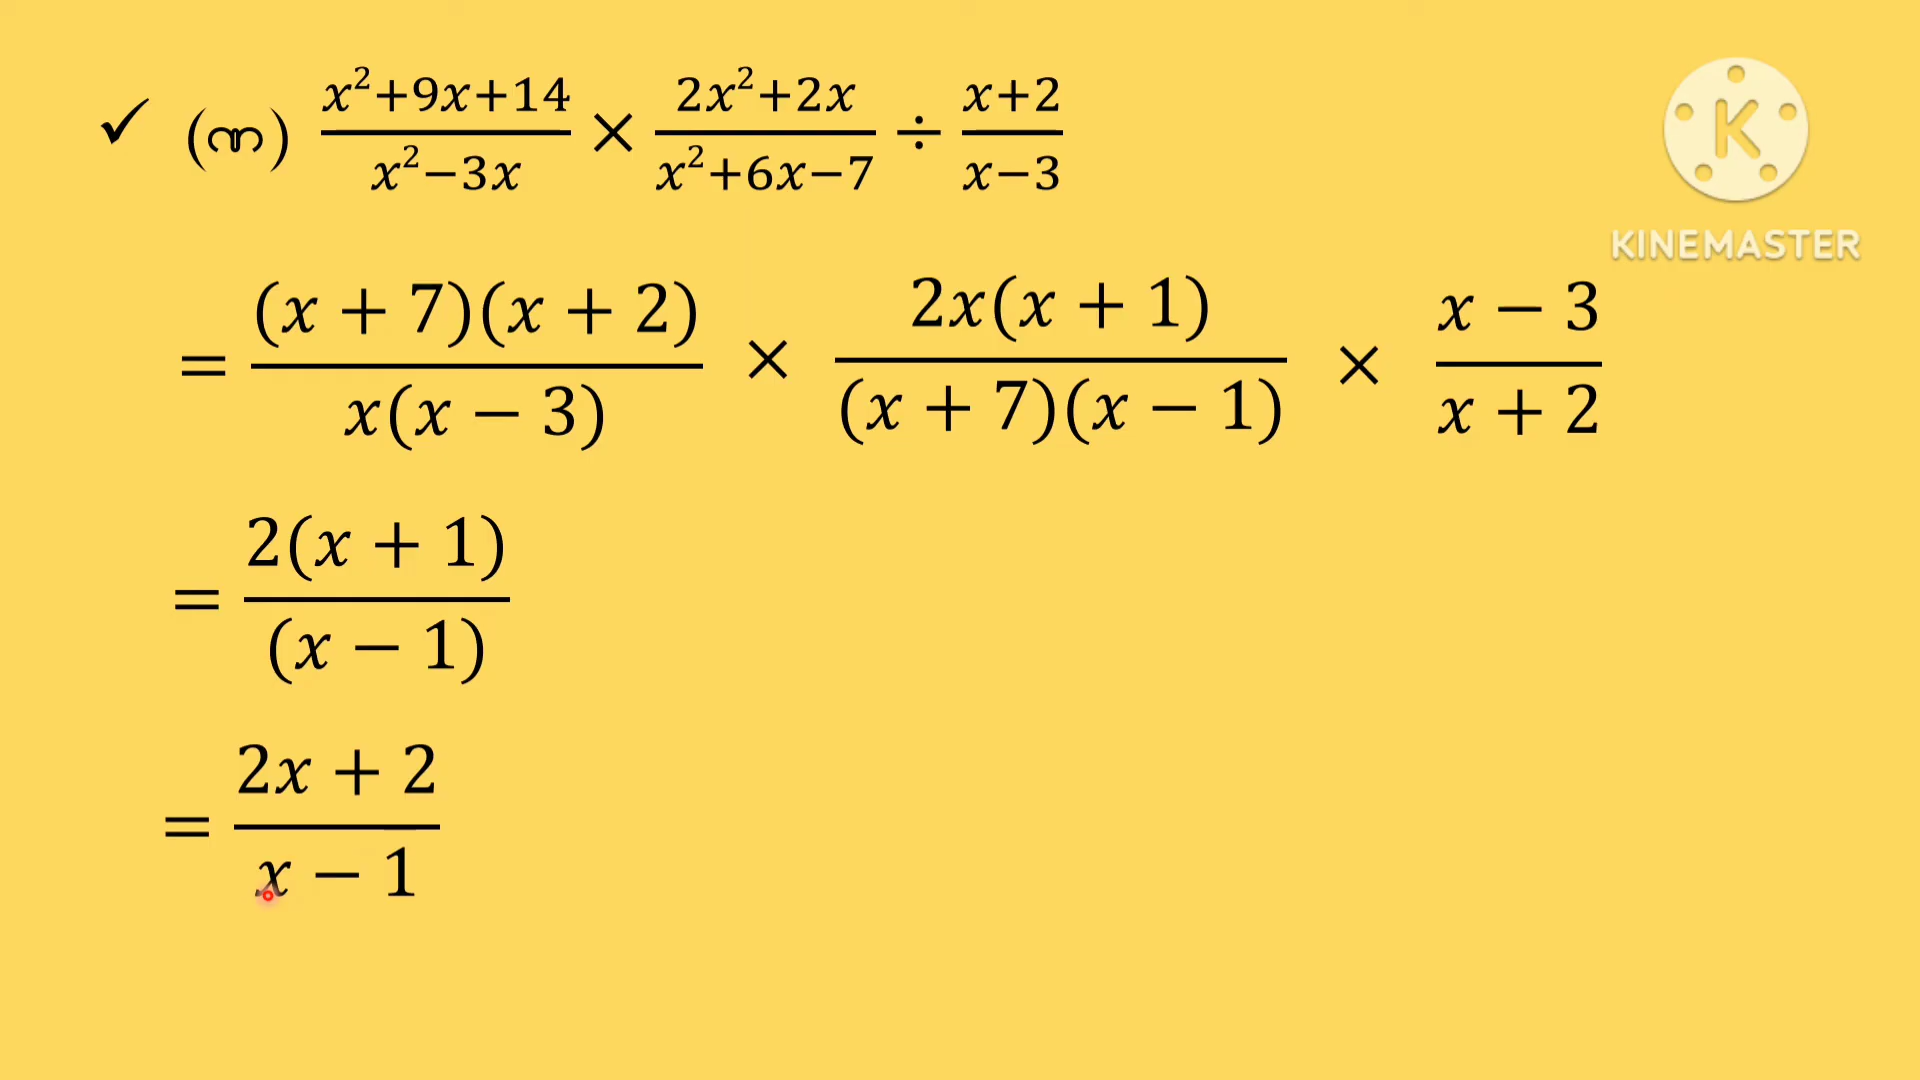 ✓ (က) (x²+9x+14)/(x²−3x) × (2x²+2x)/(x²+6x−7) ÷ (x+2)/(x−3)
K
KINEMASTER
= ((x + 7)(x + 2))/(x(x − 3)) × (2x(x + 1))/((x + 7)(x − 1)) × (x − 3)/(x + 2)
= (2(x + 1))/((x − 1))
= (2x + 2)/(x − 1)